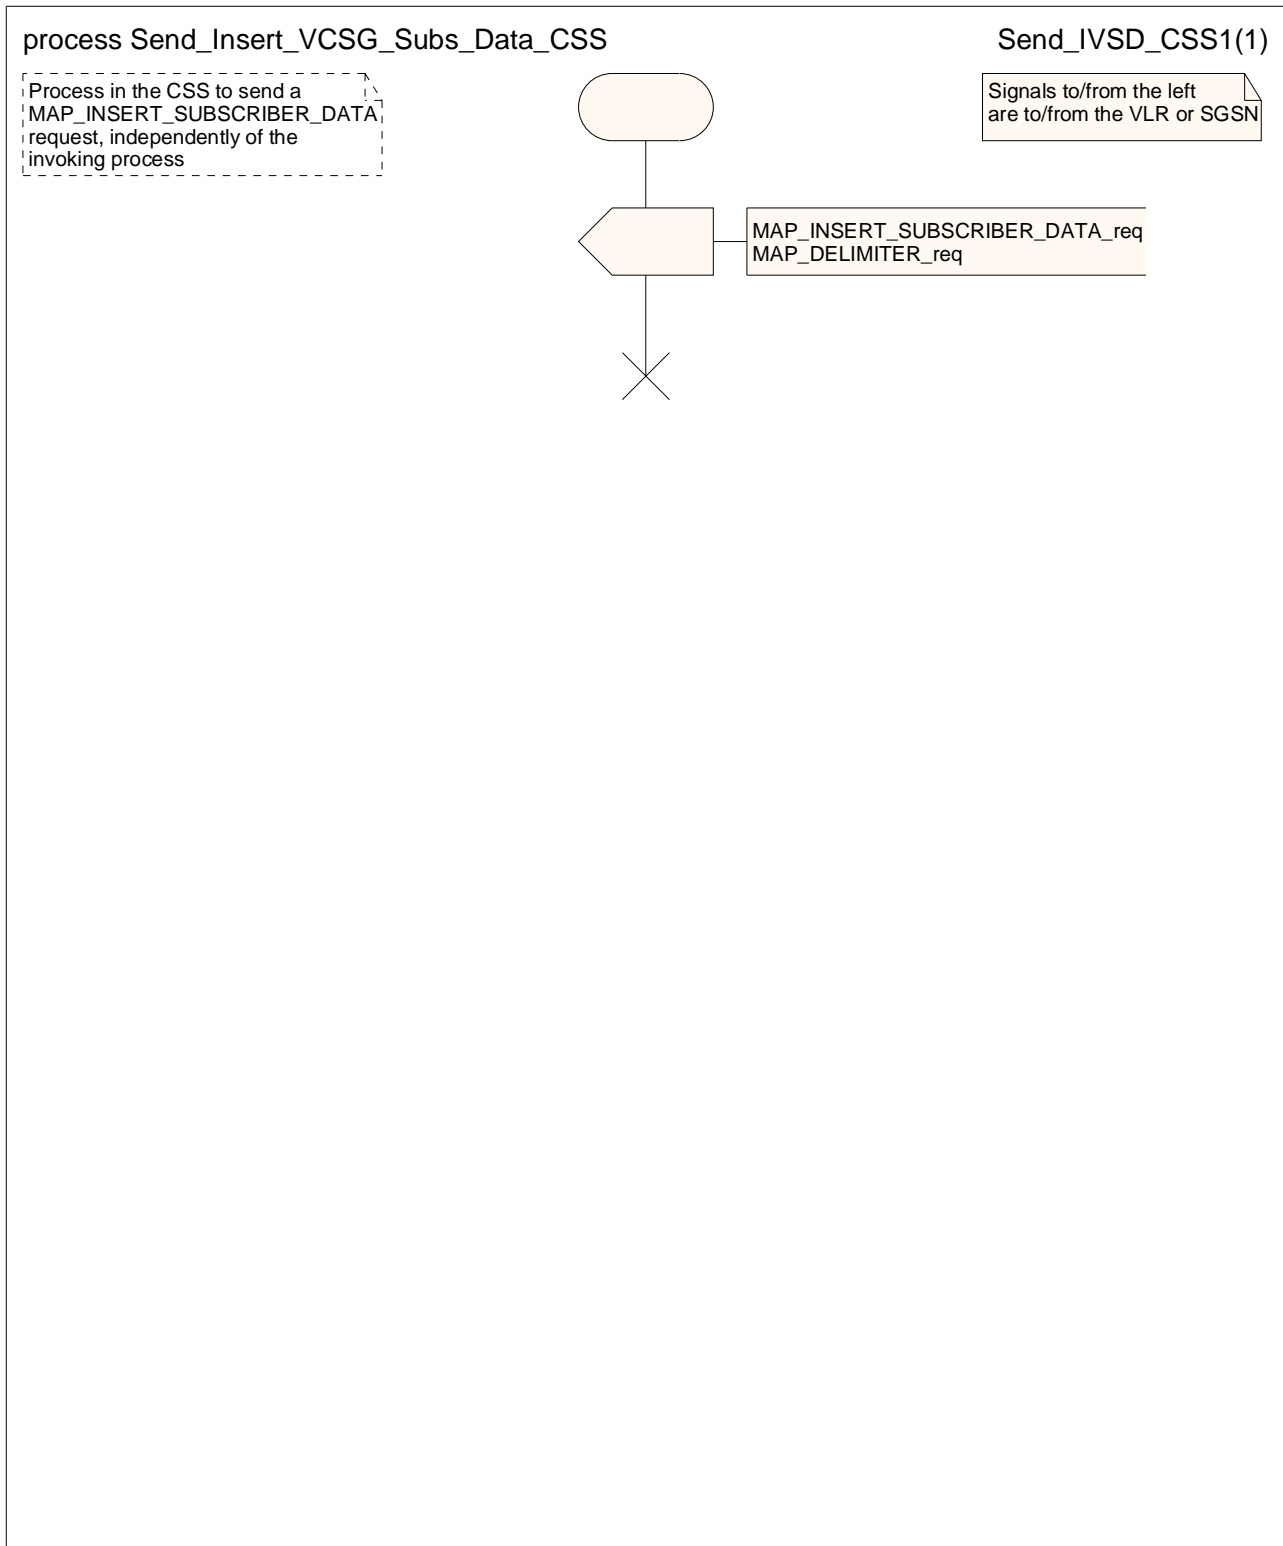 process Send_Insert_VCSG_Subs_Data_CSS
Send_IVSD_CSS1(1)
Process in the CSS to send a
MAP_INSERT_SUBSCRIBER_DATA
request, independently of the
invoking process
Signals to/from the left
are to/from the VLR or SGSN
MAP_INSERT_SUBSCRIBER_DATA_req
MAP_DELIMITER_req